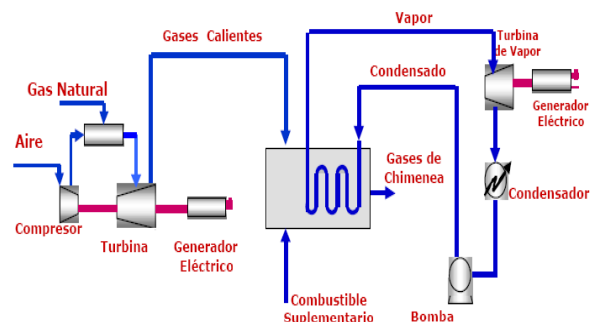 Gases Calientes
Vapor
Turbina
de Vapor
Condensado
Gas Natural
Generador
Eléctrico
Aire
Gases de
Chimenea
Condensador
Compresor
Turbina
Generador
Eléctrico
Combustible
Suplementario
Bomba